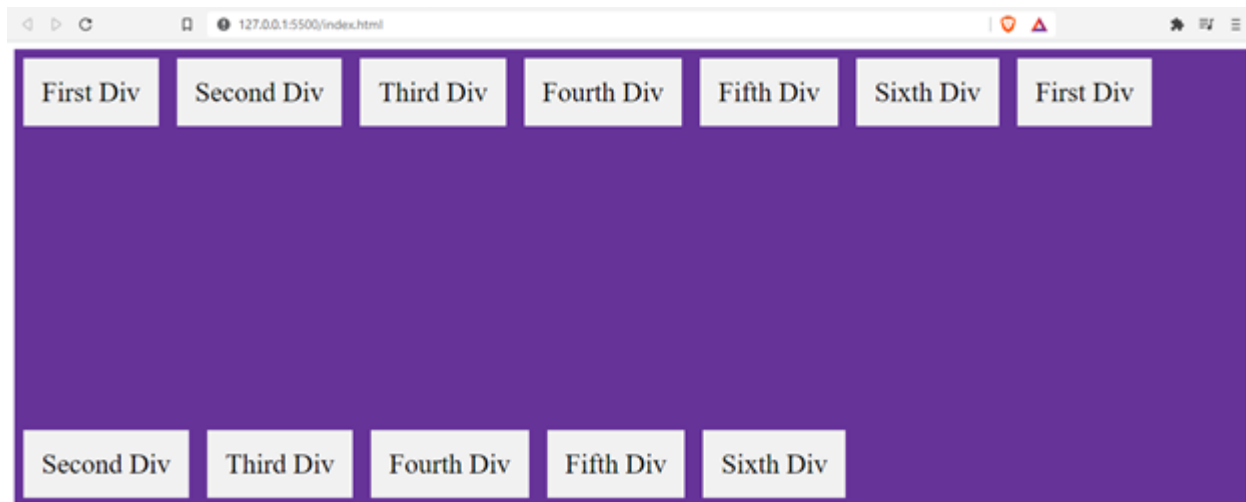 127.0.0.1:5500/index.html
First Div Second Div Third Div Fourth Div Fifth Div Sixth Div First Div
Second Div Third Div Fourth Div Fifth Div Sixth Div